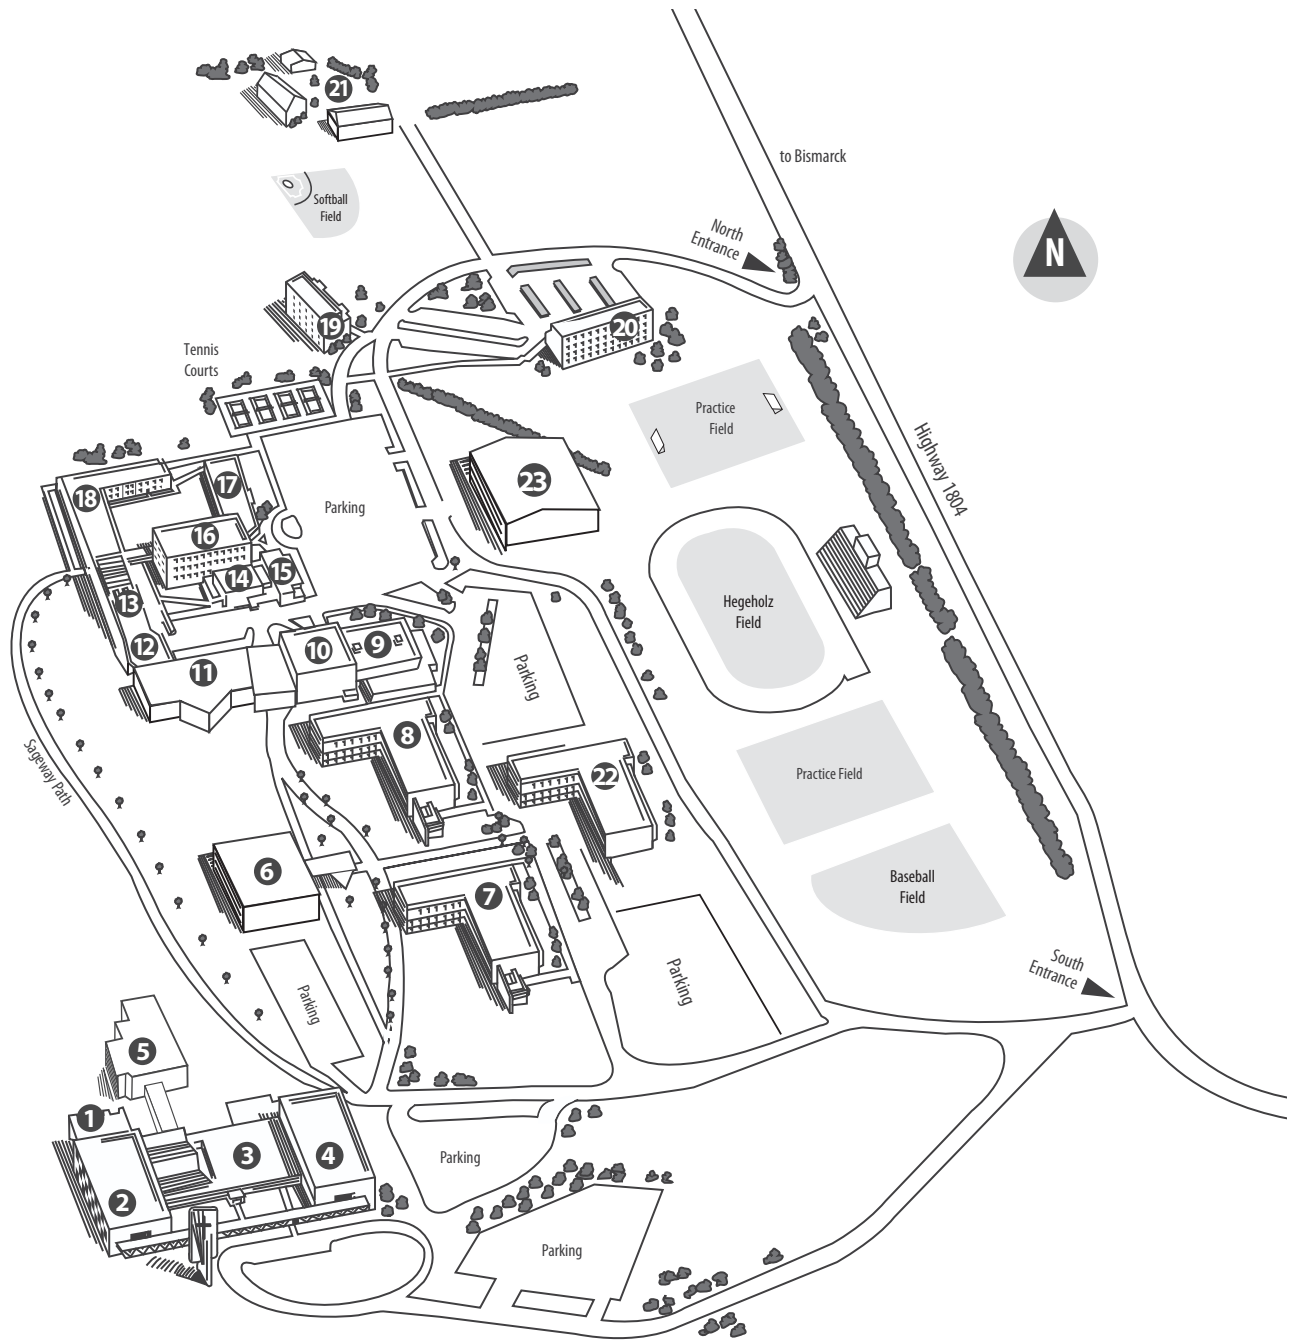 21
to Bismarck
Softball
Field
North
Entrance
N
19
20
Tennis
Courts
Practice
Field
Highway 1804
23
17
18
Parking
16
15
14
13
Hegeholz
Field
12
9
10
11
Parking
8
Sageway Path
22
Practice Field
6
7
Baseball
Field
Parking
South
Entrance
Parking
5
1
3
4
Parking
2
Parking